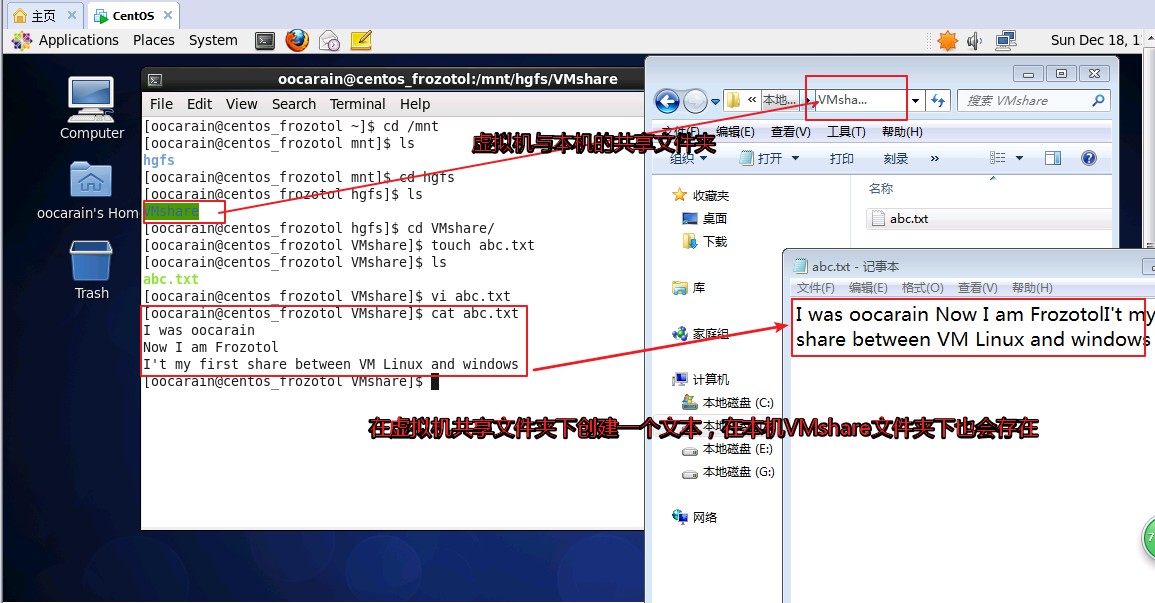 主页
CentOS
Applications Places System
Sun Dec 18, 1
Computer
oocarain's Hom
Trash
oocarain@centos_frozotol:/mnt/hgfs/VMshare
File Edit View Search Terminal Help
[oocarain@centos_frozotol ~]$ cd /mnt
[oocarain@centos_frozotol mnt]$ ls
hgfs
[oocarain@centos_frozotol mnt]$ cd hgfs
[oocarain@centos_frozotol hgfs]$ ls
VMshare
[oocarain@centos_frozotol hgfs]$ cd VMshare/
[oocarain@centos_frozotol VMshare]$ touch abc.txt
[oocarain@centos_frozotol VMshare]$ ls
abc.txt
[oocarain@centos_frozotol VMshare]$ vi abc.txt
[oocarain@centos_frozotol VMshare]$ cat abc.txt
I was oocarain
Now I am Frozotol
I't my first share between VM Linux and windows
[oocarain@centos_frozotol VMshare]$
虚拟机与本机的共享文件夹
在虚拟机共享文件夹下创建一个文本，在本机VMshare文件夹下也会存在
« 本地... VMsha...
搜索 VMshare
文件(F) 编辑(E) 查看(V) 工具(T) 帮助(H)
组织 打开 打印 刻录 »
收藏夹
桌面
下载
库
家庭组
计算机
本地磁盘 (C:)
本地磁盘 (E:)
本地磁盘 (G:)
网络
名称
abc.txt
abc.txt - 记事本
文件(F) 编辑(E) 格式(O) 查看(V) 帮助(H)
I was oocarain Now I am FrozotolI't my
share between VM Linux and windows
7